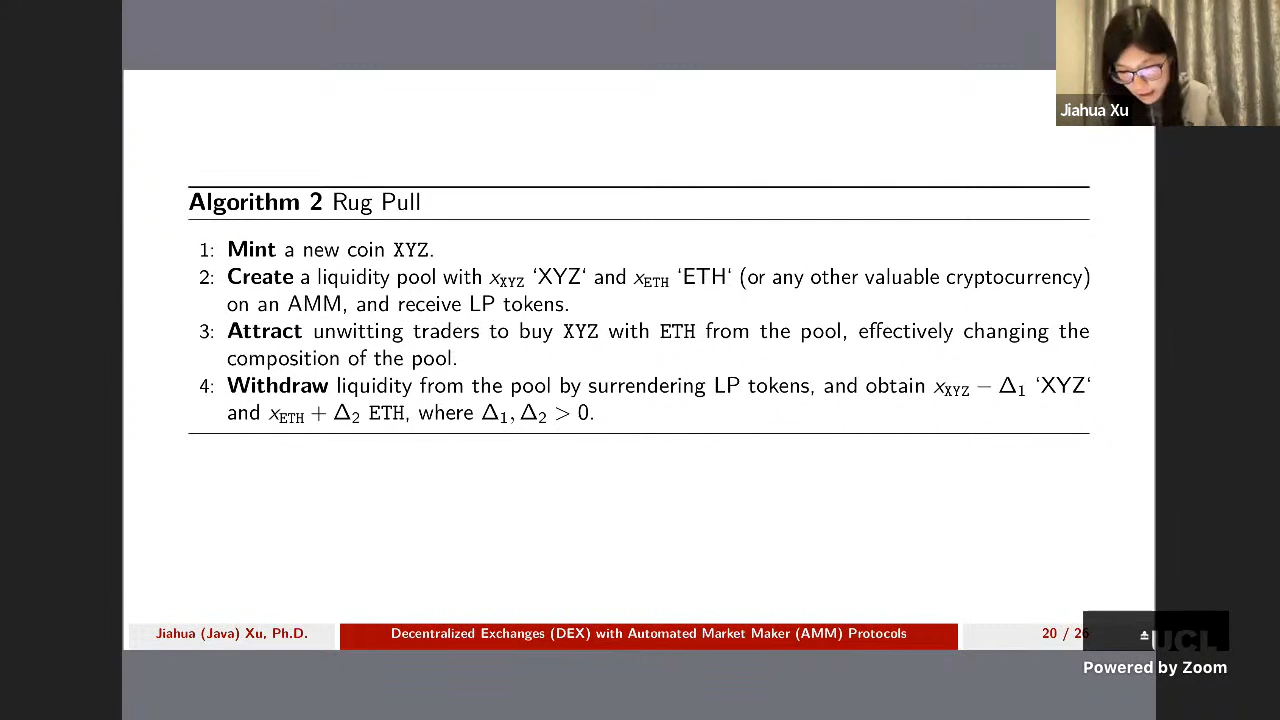 Jiahua Xu
Algorithm 2 Rug Pull
1: Mint a new coin XYZ.
2: Create a liquidity pool with x_XYZ ‘XYZ‘ and x_ETH ‘ETH‘ (or any other valuable cryptocurrency)
on an AMM, and receive LP tokens.
3: Attract unwitting traders to buy XYZ with ETH from the pool, effectively changing the
composition of the pool.
4: Withdraw liquidity from the pool by surrendering LP tokens, and obtain x_XYZ − Δ₁ ‘XYZ‘
and x_ETH + Δ₂ ETH, where Δ₁, Δ₂ > 0.
Jiahua (Java) Xu, Ph.D. Decentralized Exchanges (DEX) with Automated Market Maker (AMM) Protocols 20 / 26
UCL
Powered by Zoom